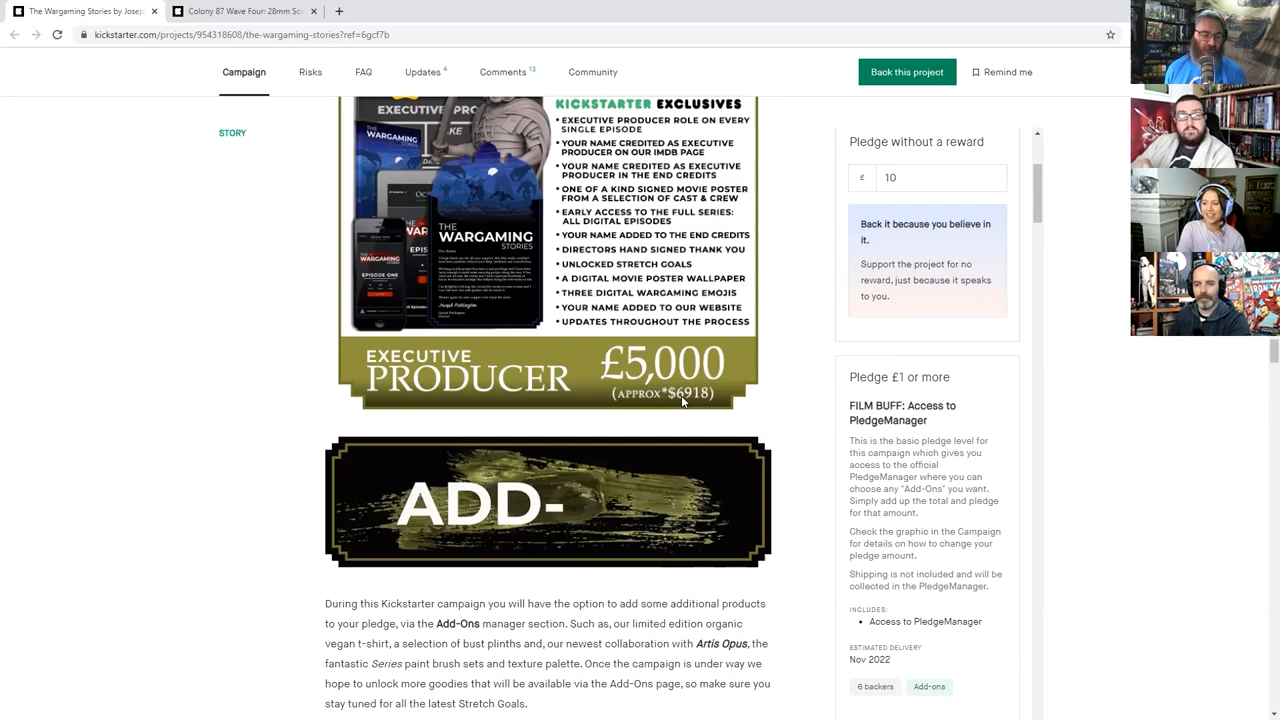 The Wargaming Stories by Josep
Colony 87 Wave Four: 28mm Sci
kickstarter.com/projects/954318608/the-wargaming-stories?ref=6gcf7b
Campaign Risks FAQ Updates 4 Comments 13 Community
Back this project
Remind me
STORY
EXECUTIVE PRO
THE WARGAMING
EPISODE ONE
THE
WARGAMING
STORIES
KICKSTARTER EXCLUSIVES
• EXECUTIVE PRODUCER ROLE ON EVERY
SINGLE EPISODE
• YOUR NAME CREDITED AS EXECUTIVE
PRODUCER ON OUR IMDB PAGE
• YOUR NAME CREDITED AS EXECUTIVE
PRODUCER IN THE END CREDITS
• ONE OF A KIND SIGNED MOVIE POSTER
FROM A SELECTION OF CAST & CREW
• EARLY ACCESS TO THE FULL SERIES:
ALL DIGITAL EPISODES
• YOUR NAME ADDED TO THE END CREDITS
• DIRECTORS HAND SIGNED THANK YOU
• UNLOCKED STRETCH GOALS
• A DIGITAL MOVIE POSTER WALLPAPER
• THREE DIGITAL WARGAMING EMOJIS
• YOUR NAME ADDED TO OUR WEBSITE
• UPDATES THROUGHOUT THE PROCESS
EXECUTIVE
PRODUCER
£5,000
(APPROX*$6918)
ADD-
During this Kickstarter campaign you will have the option to add some additional products
to your pledge, via the Add-Ons manager section. Such as, our limited edition organic
vegan t-shirt, a selection of bust plinths and, our newest collaboration with Artis Opus, the
fantastic Series paint brush sets and texture palette. Once the campaign is under way we
hope to unlock more goodies that will be available via the Add-Ons page, so make sure you
stay tuned for all the latest Stretch Goals.
Pledge without a reward
£ 10
Back it because you believe in
it.
Support the project for no
reward, just because it speaks
to you.
Pledge £1 or more
FILM BUFF: Access to
PledgeManager
This is the basic pledge level for
this campaign which gives you
access to the official
PledgeManager where you can
choose any "Add-Ons" you want.
Simply add up the total and pledge
for that amount.
Check the graphic in the Campaign
for details on how to change your
pledge amount.
Shipping is not included and will be
collected in the PledgeManager.
INCLUDES:
• Access to PledgeManager
ESTIMATED DELIVERY
Nov 2022
6 backers
Add-ons